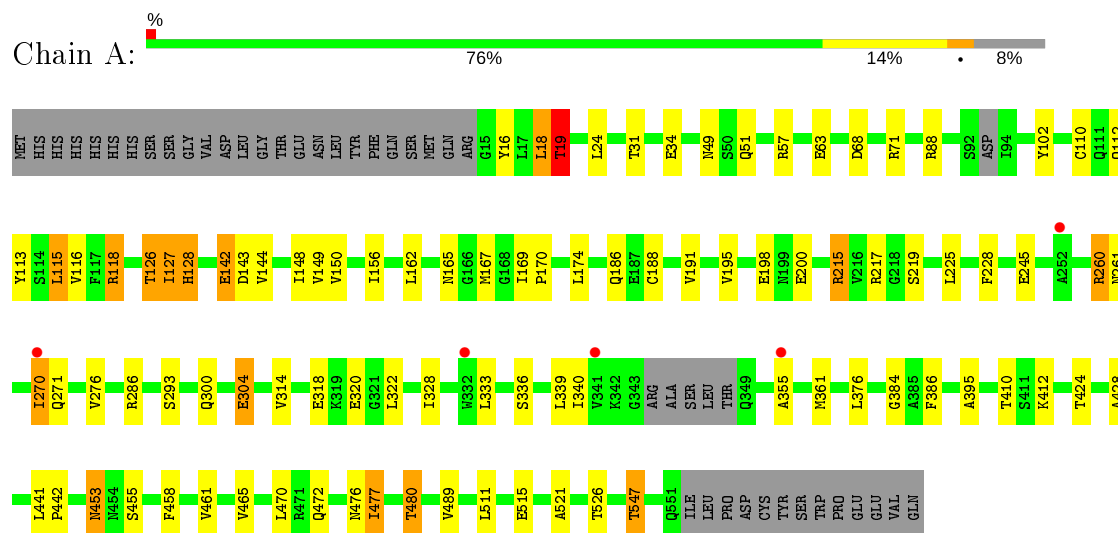 %
Chain A:
76% 14% • 8%
MET HIS HIS HIS HIS HIS HIS SER SER GLY VAL ASP LEU GLY THR GLU ASN LEU TYR PHE GLN SER MET GLN ARG G15 Y16 L17 L18 T19 L24 T31 E34 N49 S50 Q51 R57 E63 D68 R71 R88 S92 ASP I94 Y102 C110 Q111
Y113 S114 L115 V116 F117 R118 T126 I127 H128 E142 D143 V144 I148 V149 V150 I156 L162 N165 G166 M167 G168 I169 P170 L174 Q186 E187 C188 V191 V195 E198 N199 E200 R215 V216 R217 G218 S219 L225 F228 E245 A252 R260 N261
I270 Q271 V276 R286 S293 Q300 E304 V314 E318 K319 E320 G321 L322 I328 W332 L333 S336 L339 I340 V341 K342 G343 ARG ALA SER LEU THR Q349 A355 M361 L376 G384 A385 F386 A395 T410 S411 K412 T424
L441 P442 N453 N454 S455 F458 V461 V465 L470 R471 Q472 N476 I477 T480 V489 L511 E515 A521 T526 T547 Q551 ILE LEU PRO ASP CYS TYR SER TRP PRO GLU GLU VAL GLN